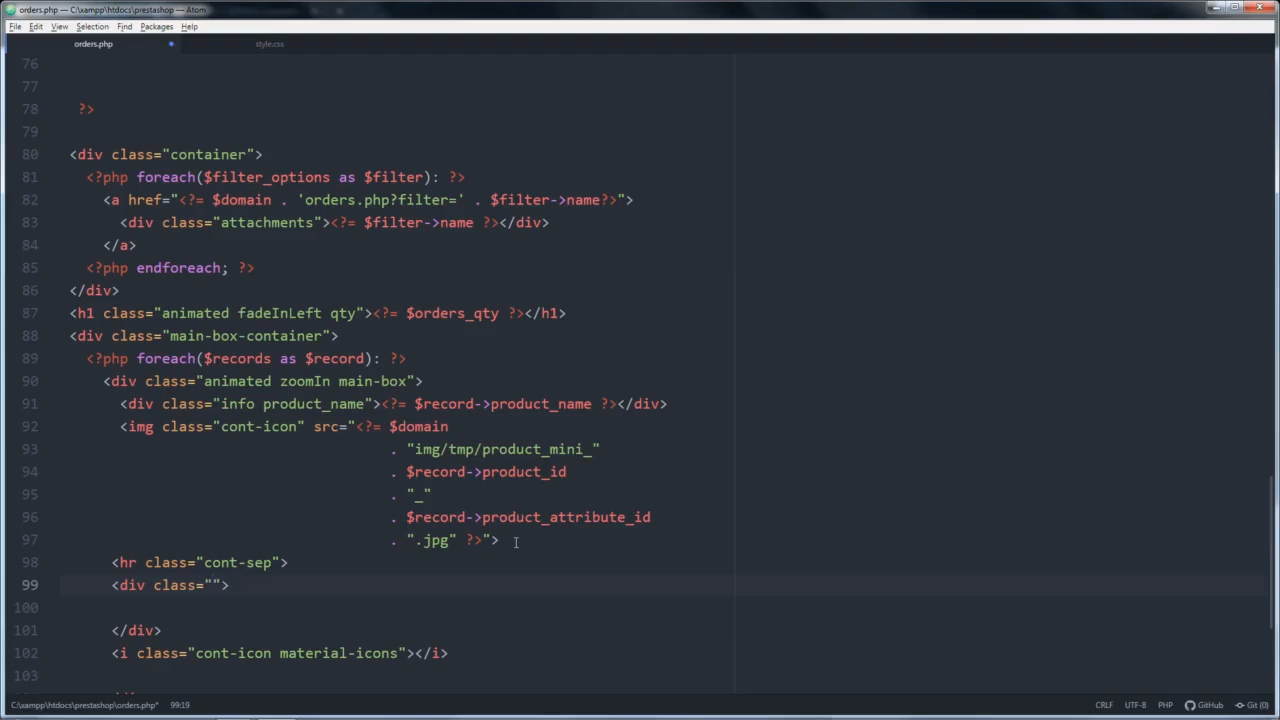 orders.php — C:\xampp\htdocs\prestashop — Atom
File Edit View Selection Find Packages Help
orders.php style.css
76
77
78 ?>
79
80 <div class="container">
81 <?php foreach($filter_options as $filter): ?>
82 <a href="<?= $domain . 'orders.php?filter=' . $filter->name?>">
83 <div class="attachments"><?= $filter->name ?></div>
84 </a>
85 <?php endforeach; ?>
86 </div>
87 <h1 class="animated fadeInLeft qty"><?= $orders_qty ?></h1>
88 <div class="main-box-container">
89 <?php foreach($records as $record): ?>
90 <div class="animated zoomIn main-box">
91 <div class="info product_name"><?= $record->product_name ?></div>
92 <img class="cont-icon" src="<?= $domain
93 . "img/tmp/product_mini_"
94 . $record->product_id
95 . "_"
96 . $record->product_attribute_id
97 . ".jpg" ?>">
98 <hr class="cont-sep">
99 <div class="">
100
101 </div>
102 <i class="cont-icon material-icons"></i>
103
C:\xampp\htdocs\prestashop\orders.php* 99:19 CRLF UTF-8 PHP GitHub Git (0)